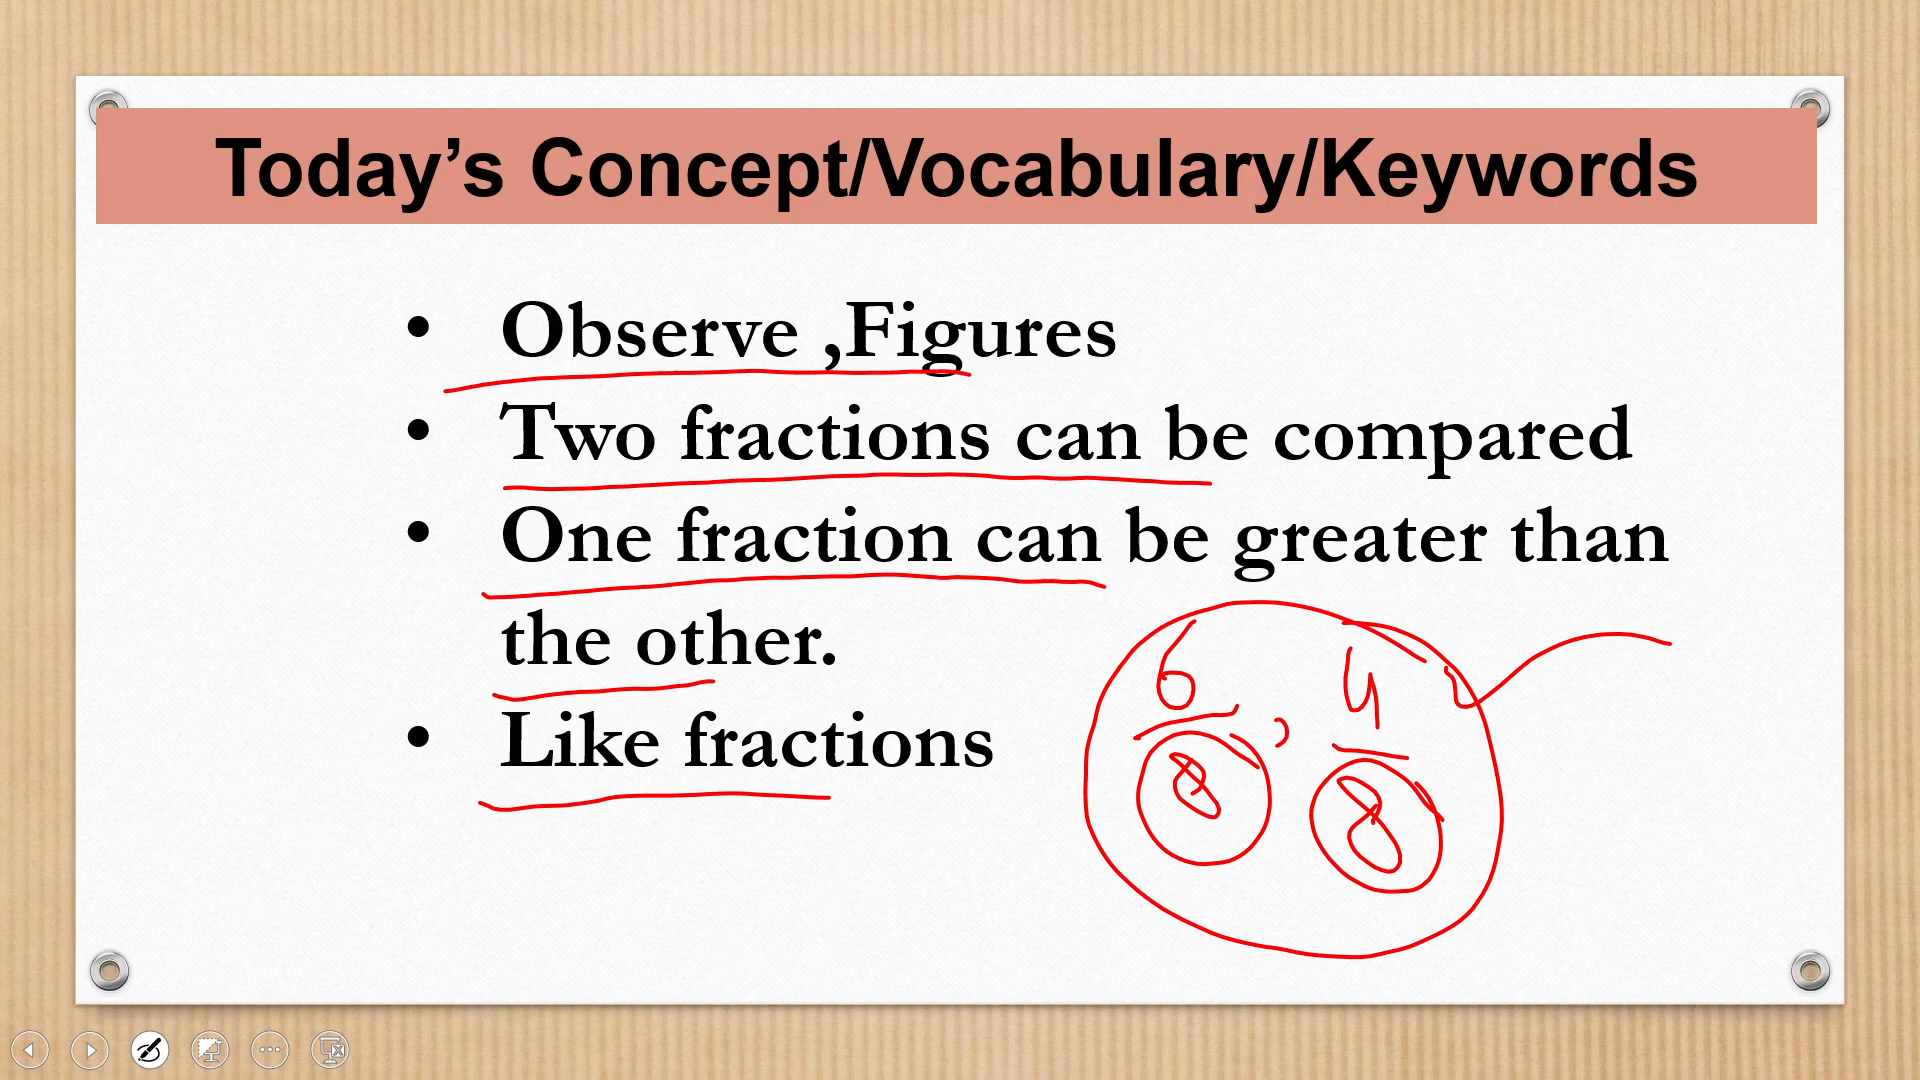 Today’s Concept/Vocabulary/Keywords
• Observe ,Figures
• Two fractions can be compared
• One fraction can be greater than
the other.
• Like fractions
6/8 , 4/8